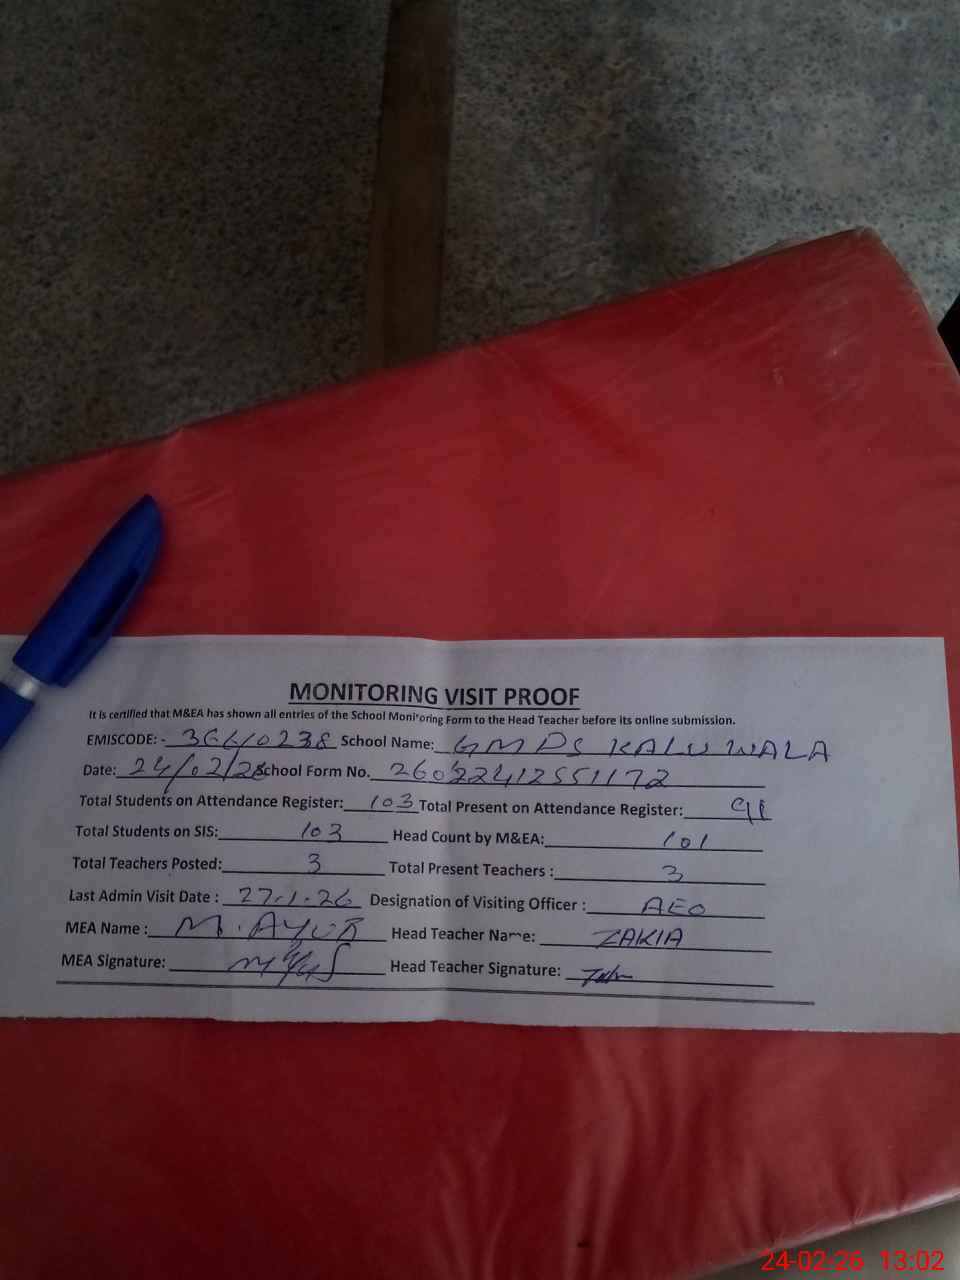 MONITORING VISIT PROOF
It is certified that M&EA has shown all entries of the School Monitoring Form to the Head Teacher before its online submission.
EMISCODE: - 36640238 School Name: GMPS KALU WALA
Date: 24/02/26 School Form No. 26022412551172
Total Students on Attendance Register: 103 Total Present on Attendance Register: 91
Total Students on SIS: 103 Head Count by M&EA: 101
Total Teachers Posted: 3 Total Present Teachers : 3
Last Admin Visit Date : 27-1-26 Designation of Visiting Officer : AEO
MEA Name : M. AYUB Head Teacher Name: ZAKIA
MEA Signature: Head Teacher Signature:
24-02-26 13:02